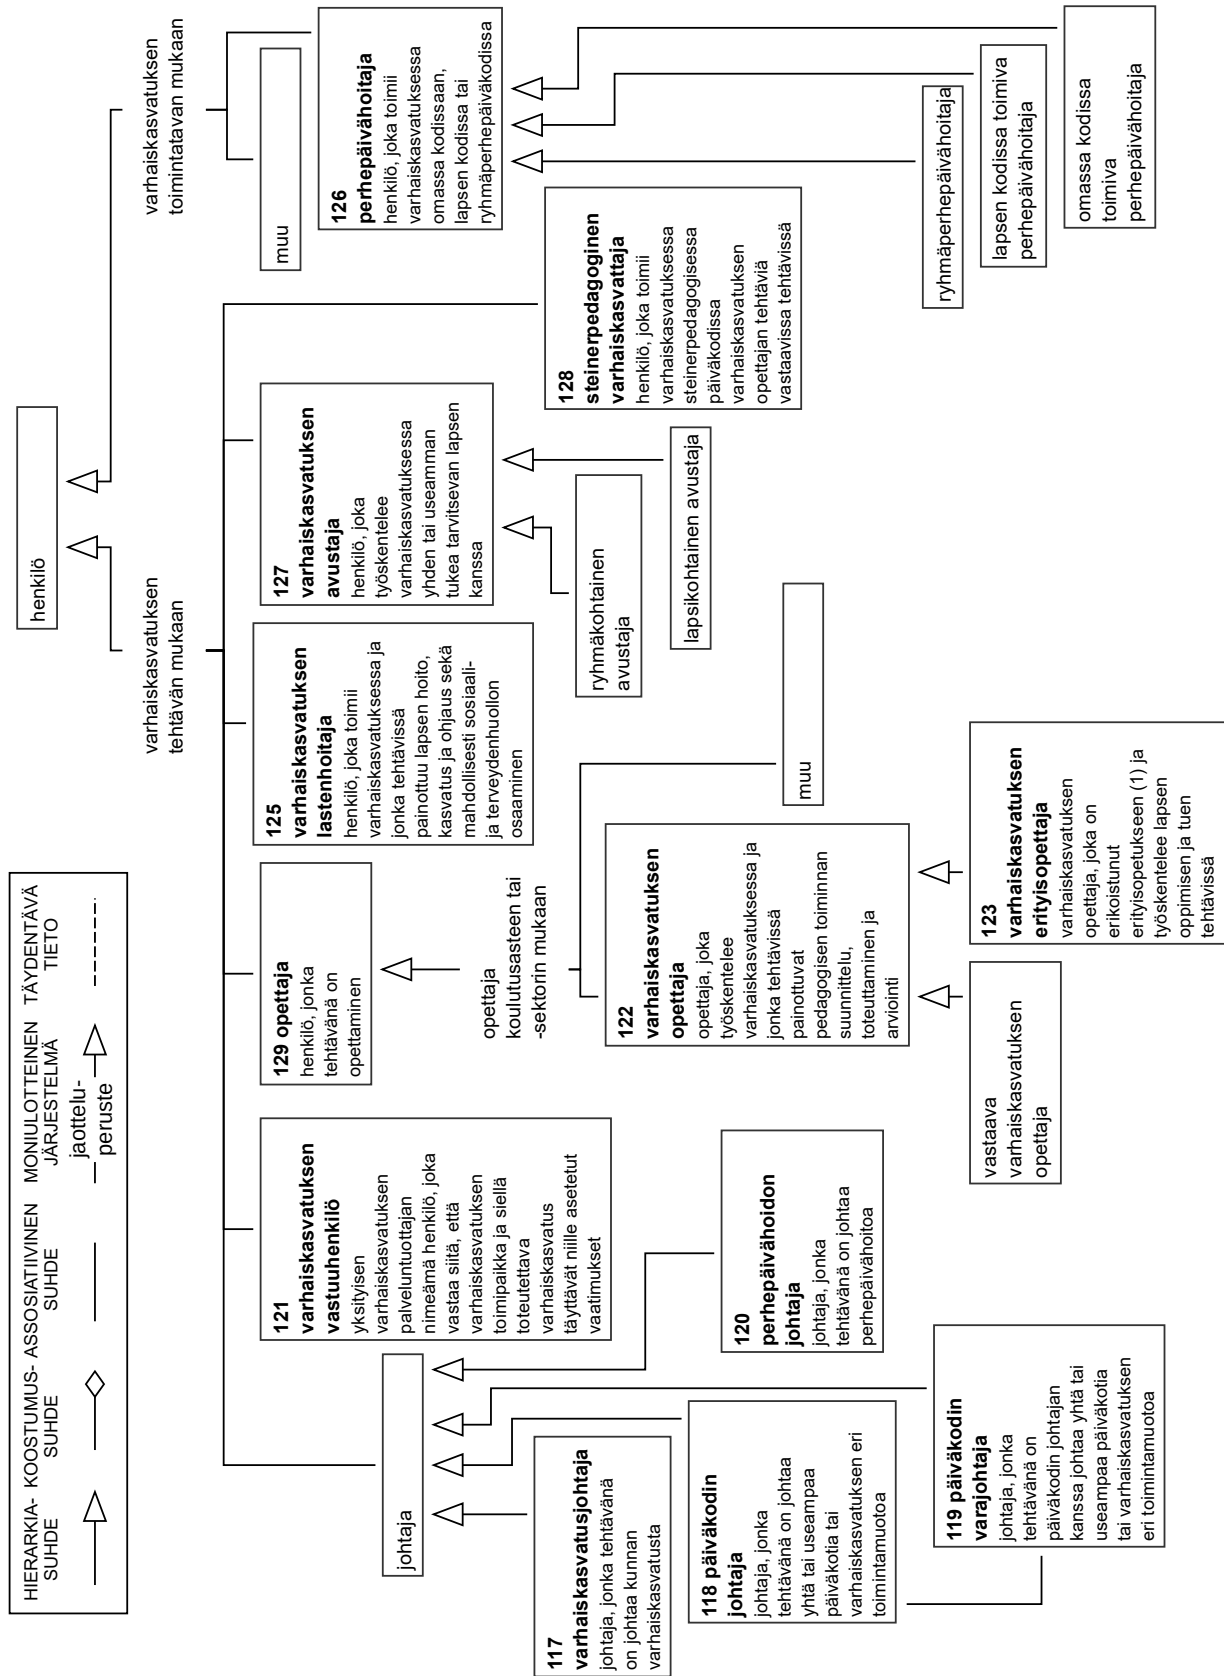 HIERARKIA-
SUHDE
KOOSTUMUS-
SUHDE
ASSOSIATIIVINEN
SUHDE
MONIULOTTEINEN
JÄRJESTELMÄ
jaottelu-
peruste
TÄYDENTÄVÄ
TIETO
henkilö
varhaiskasvatuksen
tehtävän mukaan
varhaiskasvatuksen
toimintatavan mukaan
johtaja
117
varhaiskasvatusjohtaja
johtaja, jonka tehtävänä
on johtaa kunnan
varhaiskasvatusta
118 päiväkodin
johtaja
johtaja, jonka
tehtävänä on johtaa
yhtä tai useampaa
päiväkotia tai
varhaiskasvatuksen eri
toimintamuotoa
119 päiväkodin
varajohtaja
johtaja, jonka
tehtävänä on
päiväkodin johtajan
kanssa johtaa yhtä tai
useampaa päiväkotia
tai varhaiskasvatuksen
eri toimintamuotoa
120
perhepäivähoidon
johtaja
johtaja, jonka
tehtävänä on johtaa
perhepäivähoitoa
121
varhaiskasvatuksen
vastuuhenkilö
yksityisen
varhaiskasvatuksen
palveluntuottajan
nimeämä henkilö, joka
vastaa siitä, että
varhaiskasvatuksen
toimipaikka ja siellä
toteutettava
varhaiskasvatus
täyttävät niille asetetut
vaatimukset
129 opettaja
henkilö, jonka
tehtävänä on
opettaminen
opettaja
koulutusasteen tai
-sektorin mukaan
122
varhaiskasvatuksen
opettaja
opettaja, joka
työskentelee
varhaiskasvatuksessa ja
jonka tehtävissä
painottuvat
pedagogisen toiminnan
suunnittelu,
toteuttaminen ja
arviointi
muu
vastaava
varhaiskasvatuksen
opettaja
123
varhaiskasvatuksen
erityisopettaja
varhaiskasvatuksen
opettaja, joka on
erikoistunut
erityisopetukseen (1) ja
työskentelee lapsen
oppimisen ja tuen
tehtävissä
125
varhaiskasvatuksen
lastenhoitaja
henkilö, joka toimii
varhaiskasvatuksessa ja
jonka tehtävissä
painottuu lapsen hoito,
kasvatus ja ohjaus sekä
mahdollisesti sosiaali-
ja terveydenhuollon
osaaminen
127
varhaiskasvatuksen
avustaja
henkilö, joka
työskentelee
varhaiskasvatuksessa
yhden tai useamman
tukea tarvitsevan lapsen
kanssa
ryhmäkohtainen
avustaja
lapsikohtainen avustaja
128
steinerpedagoginen
varhaiskasvattaja
henkilö, joka toimii
varhaiskasvatuksessa
steinerpedagogisessa
päiväkodissa
varhaiskasvatuksen
opettajan tehtäviä
vastaavissa tehtävissä
muu
126
perhepäivähoitaja
henkilö, joka toimii
varhaiskasvatuksessa
omassa kodissaan,
lapsen kodissa tai
ryhmäperhepäiväkodissa
ryhmäperhepäivähoitaja
lapsen kodissa toimiva
perhepäivähoitaja
omassa kodissa
toimiva
perhepäivähoitaja